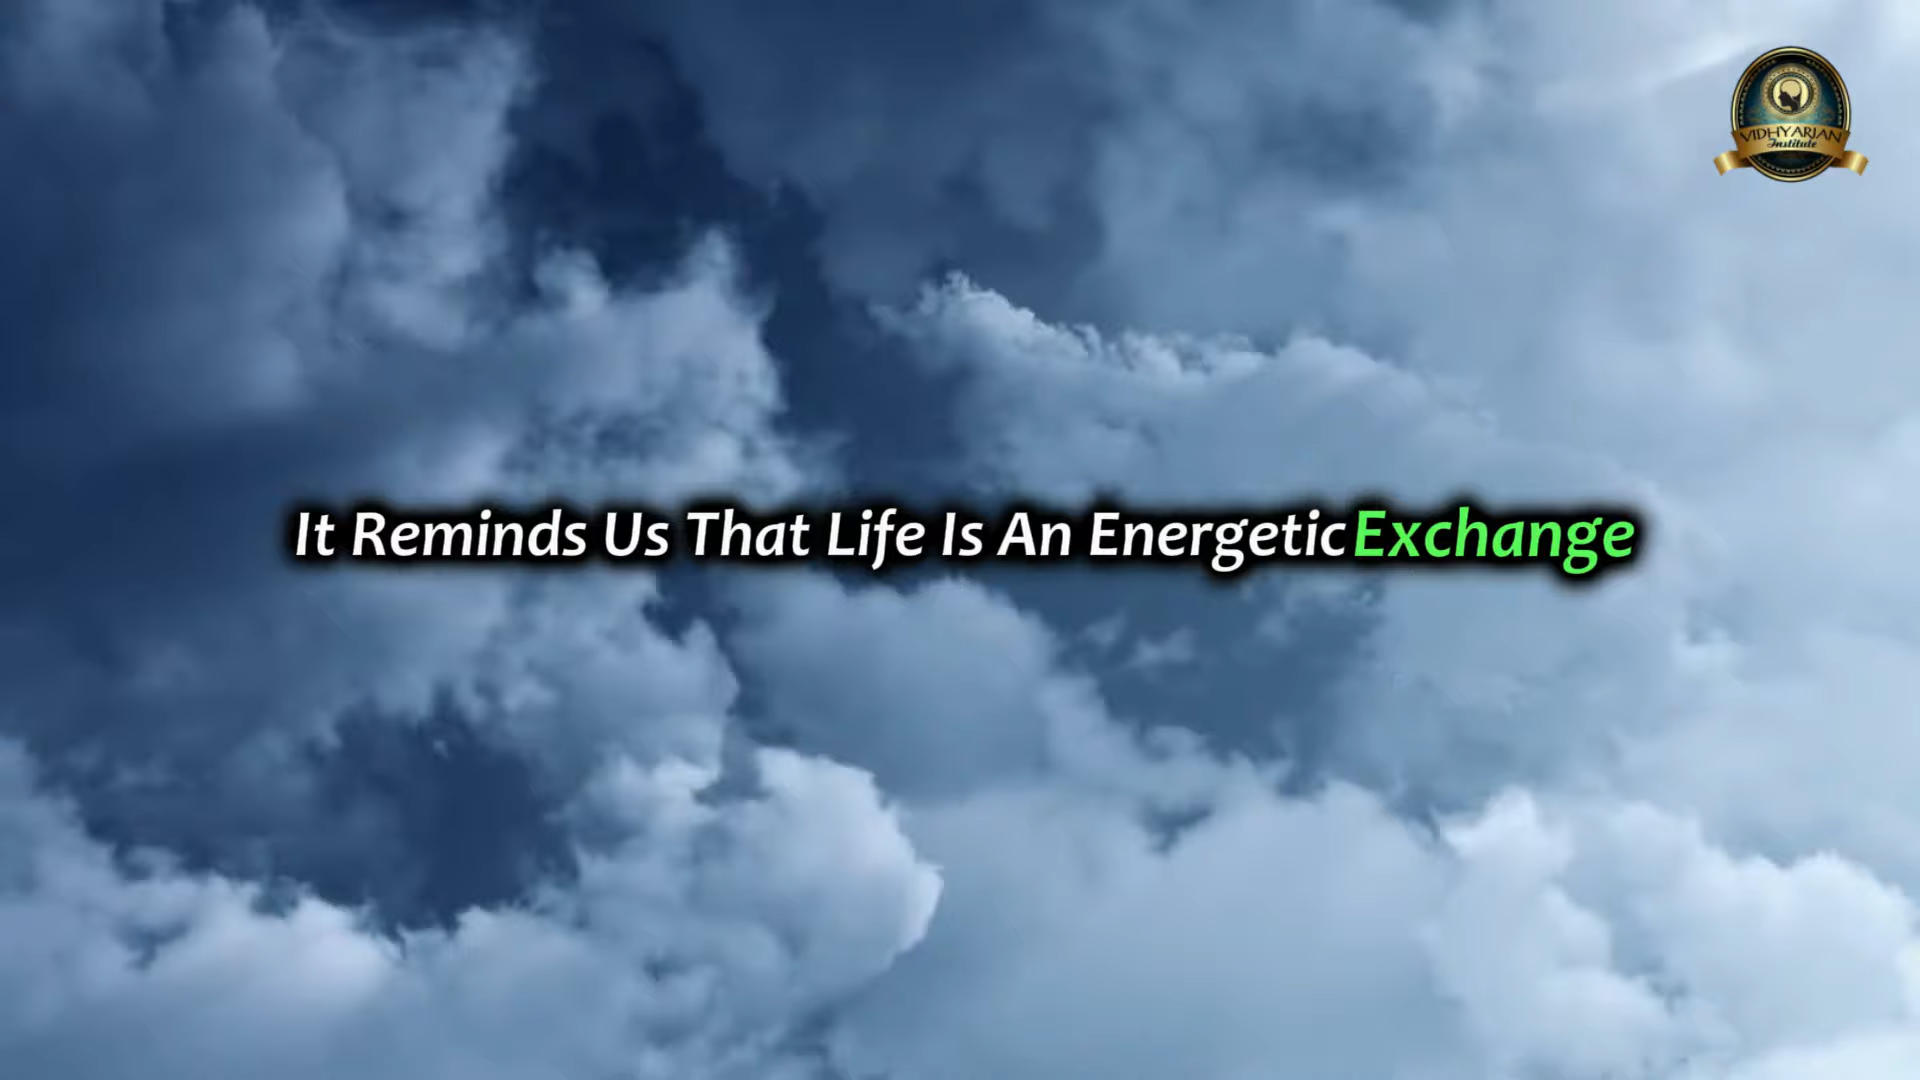 VIDHYARJAN
Institute
It Reminds Us That Life Is An Energetic Exchange